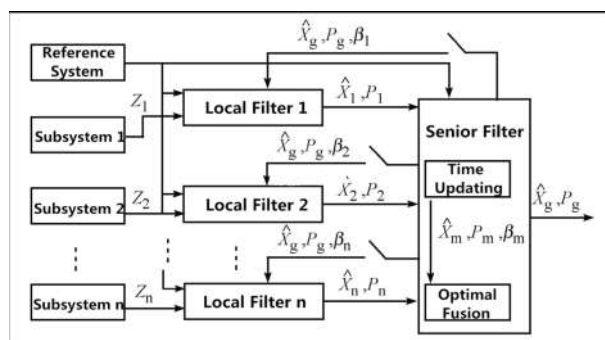 X̂g, Pg, β1
Reference System
Z1
Local Filter 1
X̂1, P1
Subsystem 1
Senior Filter
X̂g, Pg, β2
Time Updating
Subsystem 2
Z2
Local Filter 2
Ẋ2, P2
X̂g, Pg
X̂m, Pm, βm
X̂g, Pg, βn
Subsystem n
Zn
Local Filter n
X̂n, Pn
Optimal Fusion